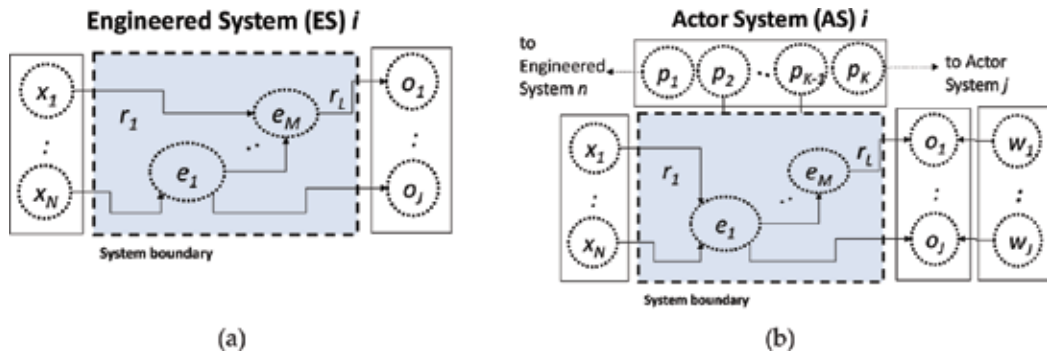 Engineered System (ES) i
x1
:
xN
r1
e1
..
eM
rL
o1
:
oj
System boundary
(a)
Actor System (AS) i
to
Engineered
System n
p1
p2
..
pK-1
pK
to Actor
System j
x1
:
xN
r1
e1
..
eM
rL
o1
:
oj
w1
:
wj
System boundary
(b)